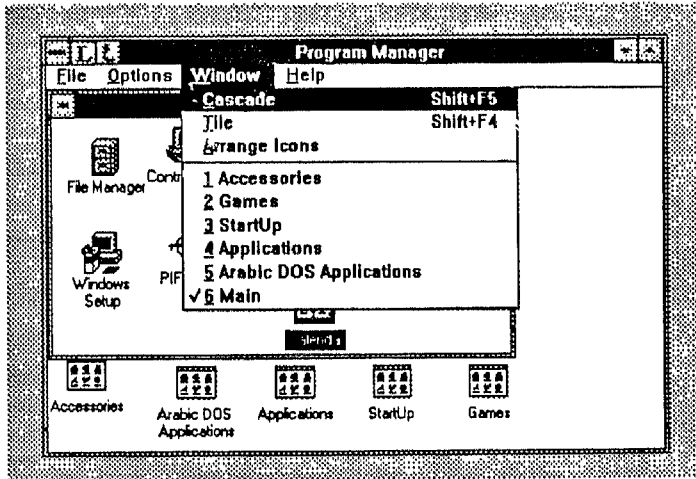 Program Manager
File Options Window Help
Cascade Shift+F5
Tile Shift+F4
Arrange Icons
1 Accessories
2 Games
3 StartUp
4 Applications
5 Arabic DOS Applications
6 Main
File Manager
Contr
Windows
Setup
PIF
Accessories
Arabic DOS
Applications
Applications
StartUp
Games